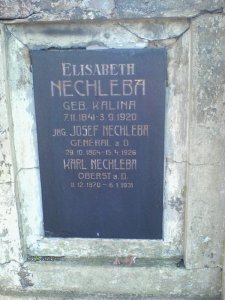 ELISABETH
NECHLEBA
GEB. KALINA
7.11.1841-3.9.1920
ING. JOSEF NECHLEBA
GENERAL a. D.
29.10.1864-15.4.1926
KARL NECHLEBA
OBERST a. D.
11.12.1870-6.1.1931